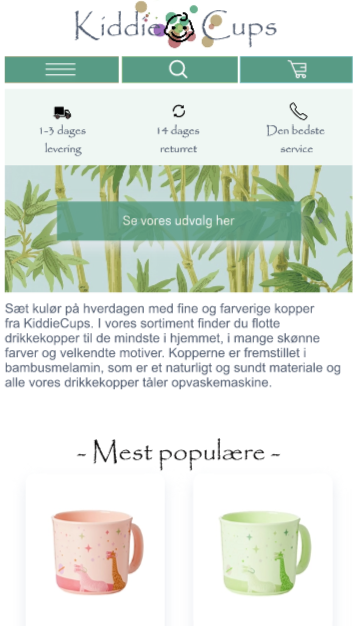 KiddieCups
1-3 dages levering
14 dages returret
Den bedste service
Se vores udvalg her
Sæt kulør på hverdagen med fine og farverige kopper
fra KiddieCups. I vores sortiment finder du flotte
drikkekopper til de mindste i hjemmet, i mange skønne
farver og velkendte motiver. Kopperne er fremstillet i
bambusmelamin, som er et naturligt og sundt materiale og
alle vores drikkekopper tåler opvaskemaskine.
- Mest populære -